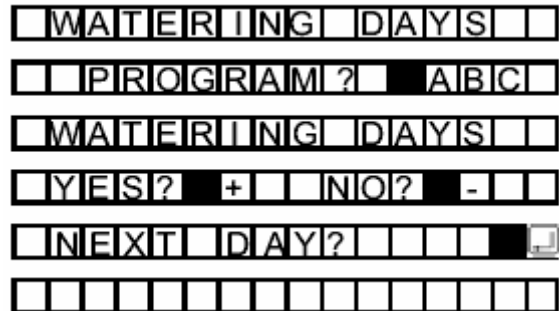 WATERING DAYS
PROGRAM? ABC
WATERING DAYS
YES? + NO? -
NEXT DAY? ↵